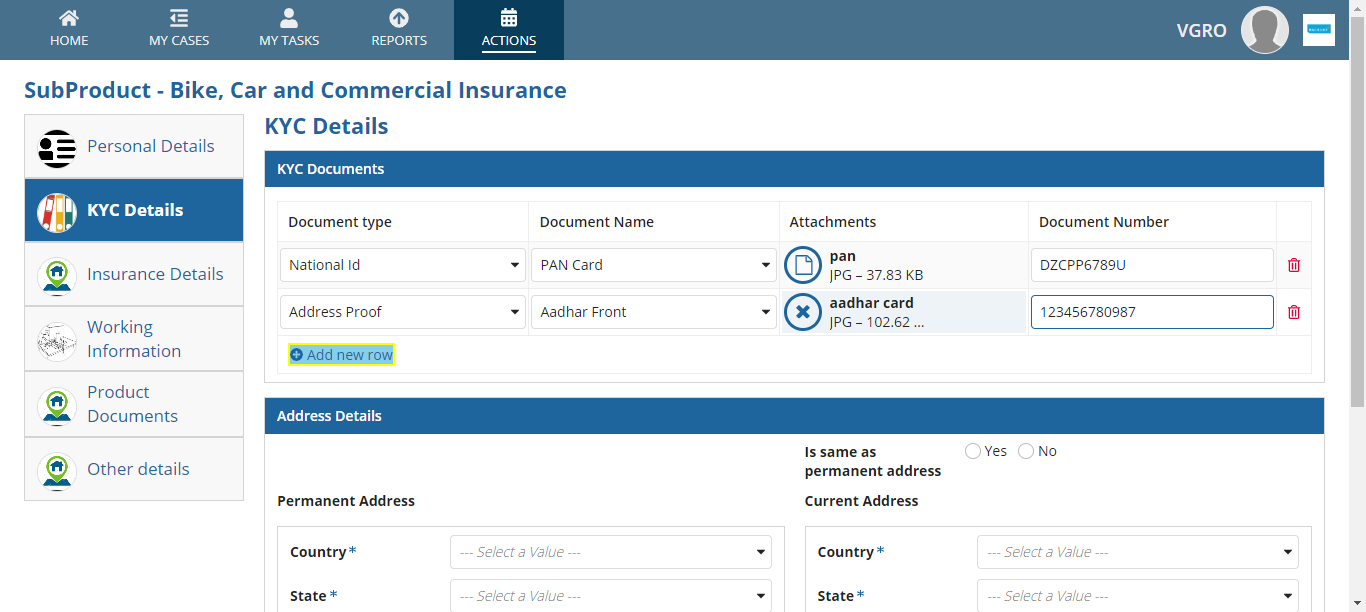 HOME
MY CASES
MY TASKS
REPORTS
ACTIONS
VGRO
SubProduct - Bike, Car and Commercial Insurance
Personal Details
KYC Details
Insurance Details
Working
Information
Product
Documents
Other details
KYC Details
KYC Documents
Document type
Document Name
Attachments
Document Number
National Id
PAN Card
pan
JPG – 37.83 KB
DZCPP6789U
Address Proof
Aadhar Front
aadhar card
JPG – 102.62 ...
123456780987
Add new row
Address Details
Is same as
permanent address
Yes
No
Permanent Address
Current Address
Country *
--- Select a Value ---
Country *
--- Select a Value ---
State *
--- Select a Value ---
State *
--- Select a Value ---